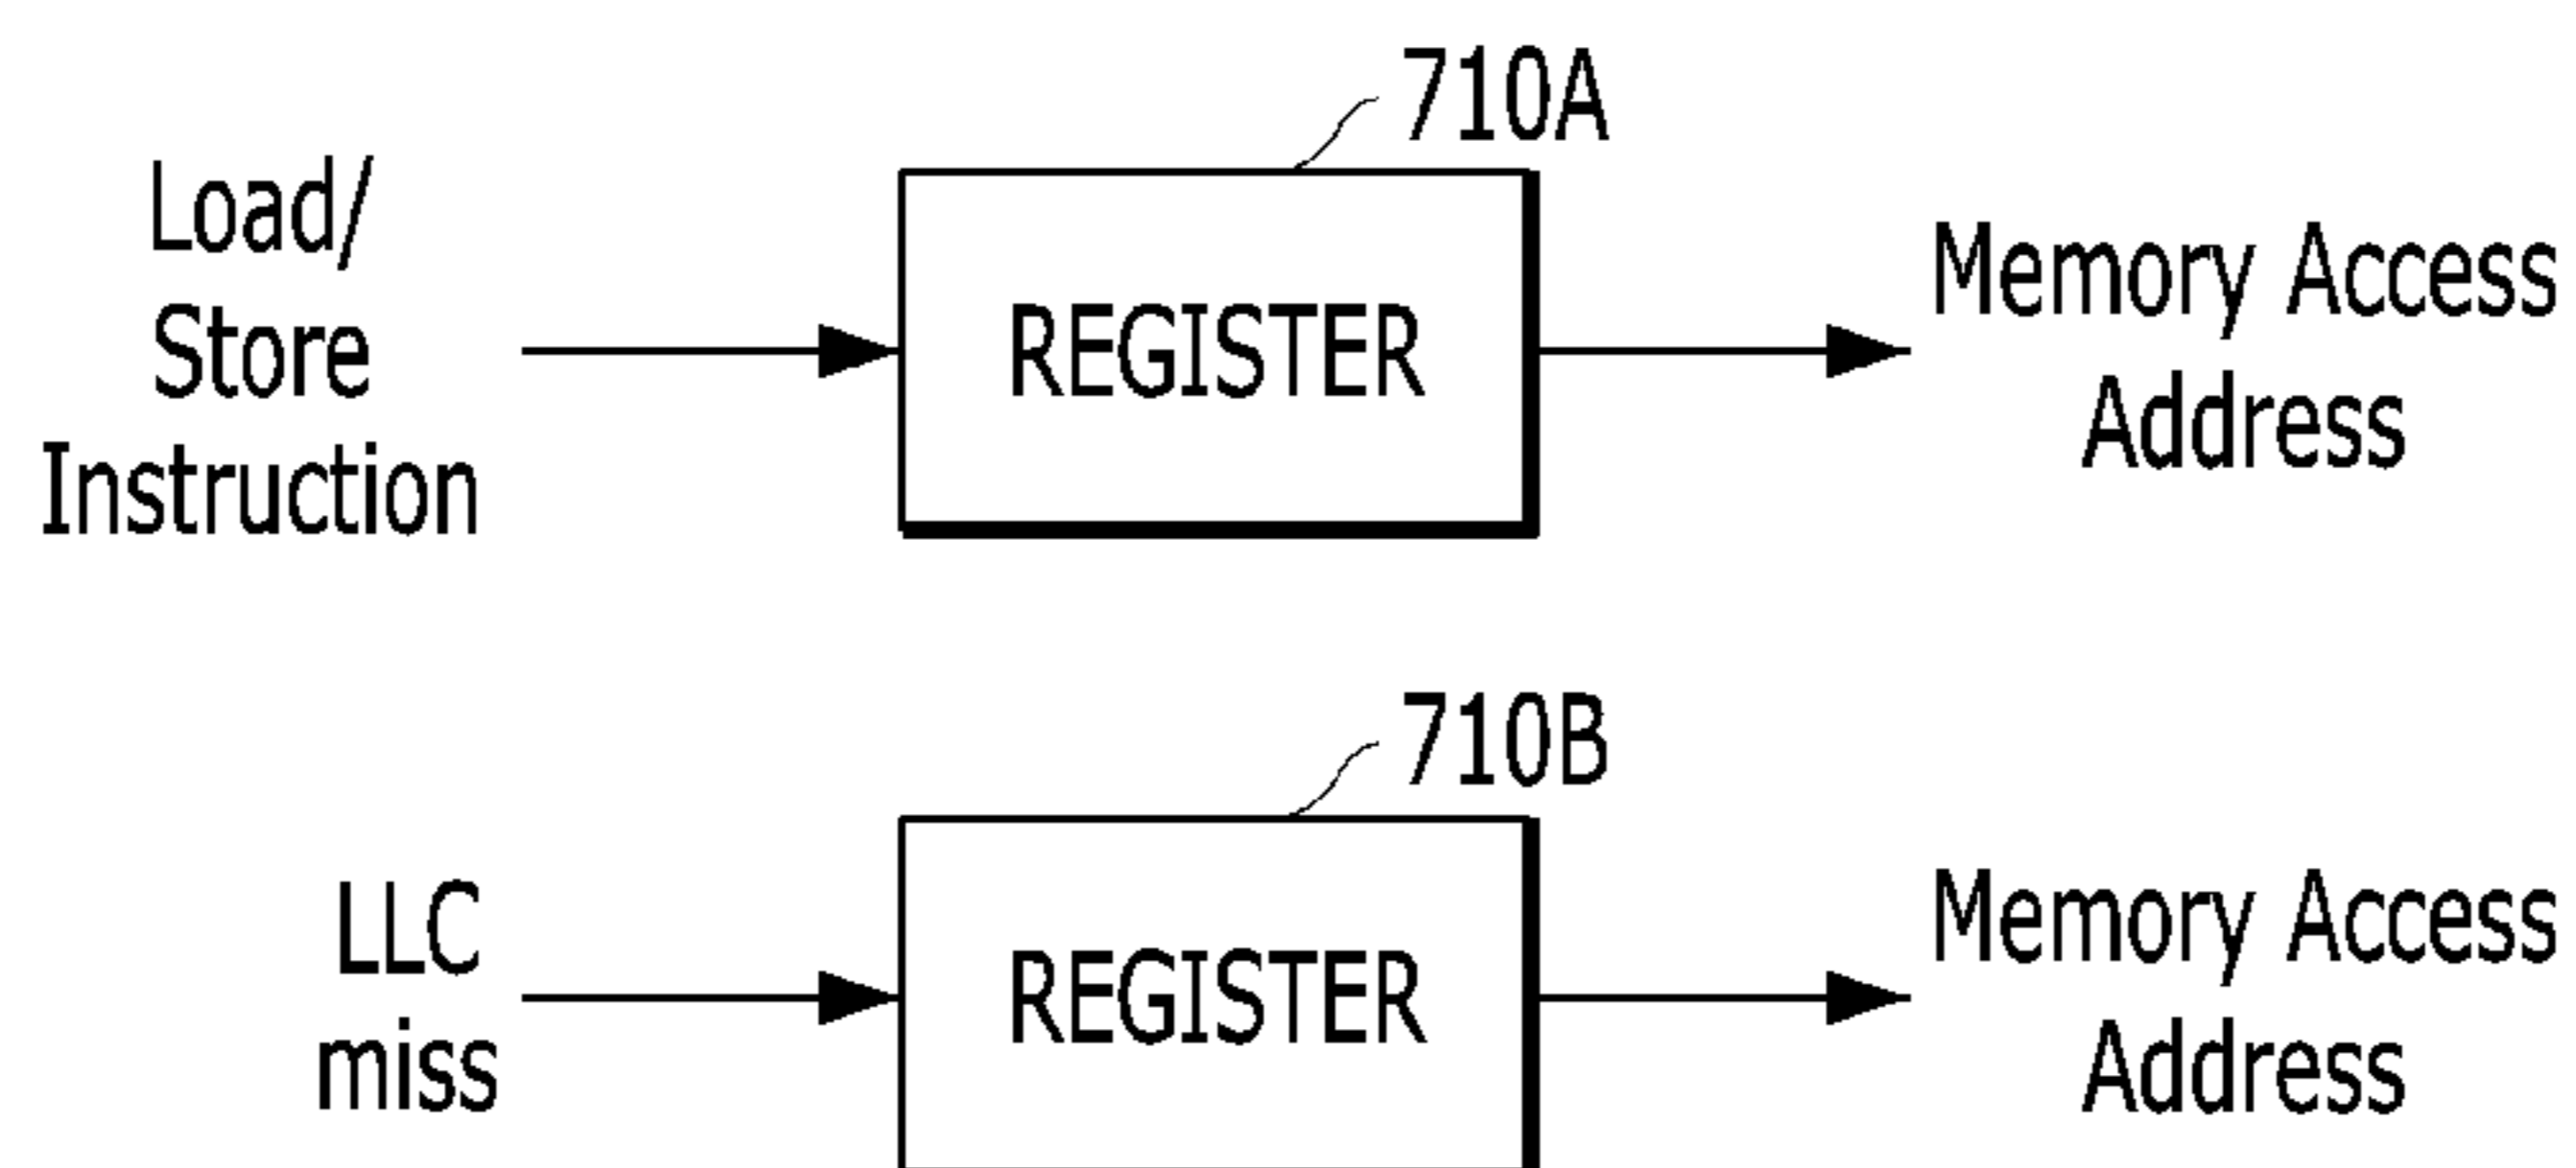 710A
Load/
Store
Instruction
REGISTER
Memory Access
Address
710B
LLC
miss
REGISTER
Memory Access
Address